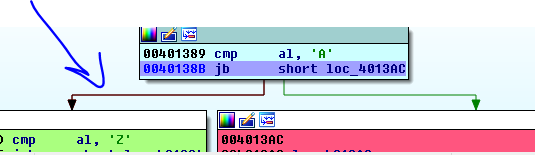 00401389 cmp al, 'A'
0040138B jb short loc_4013AC
cmp al, 'Z'
004013AC